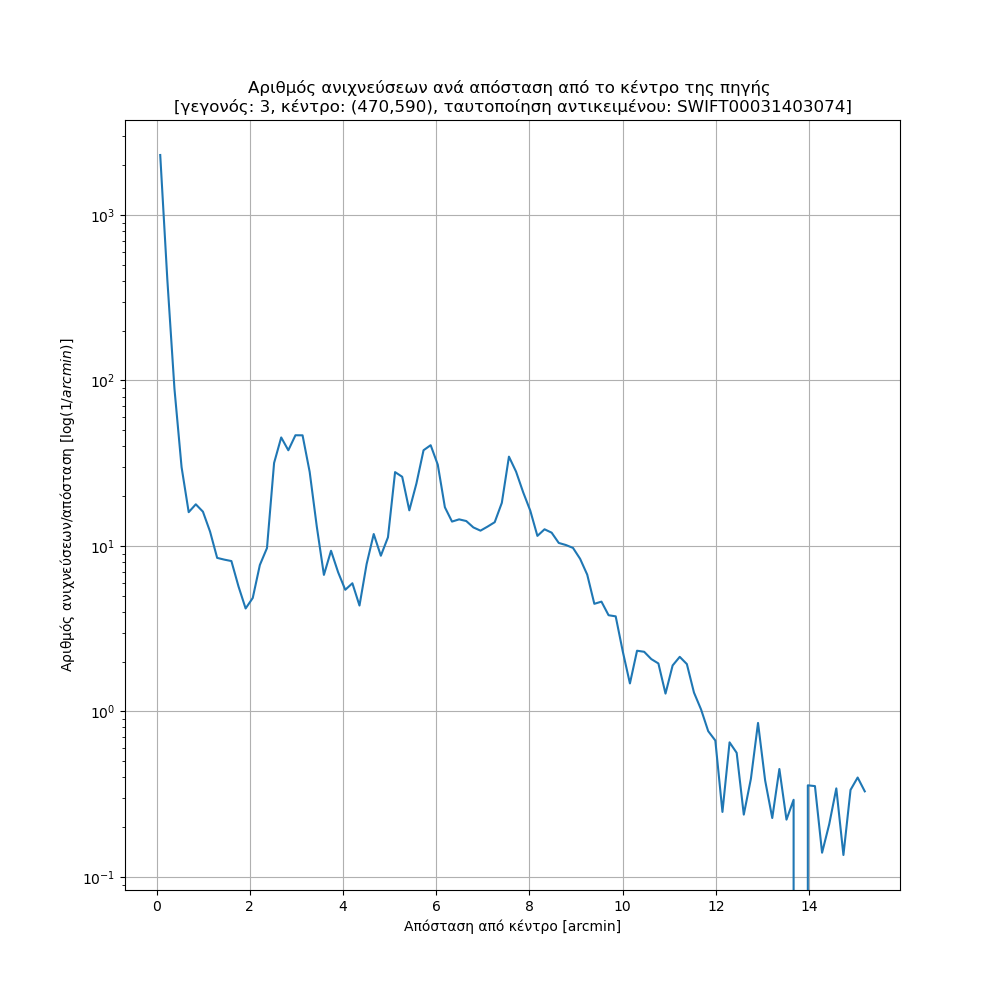 Αριθμός ανιχνεύσεων ανά απόσταση από το κέντρο της πηγής
[γεγονός: 3, κέντρο: (470,590), ταυτοποίηση αντικειμένου: SWIFT00031403074]
Αριθμός ανιχνεύσεων/απόσταση [log(1/arcmin)]
10³
10²
10¹
10⁰
10⁻¹
0 2 4 6 8 10 12 14
Απόσταση από κέντρο [arcmin]